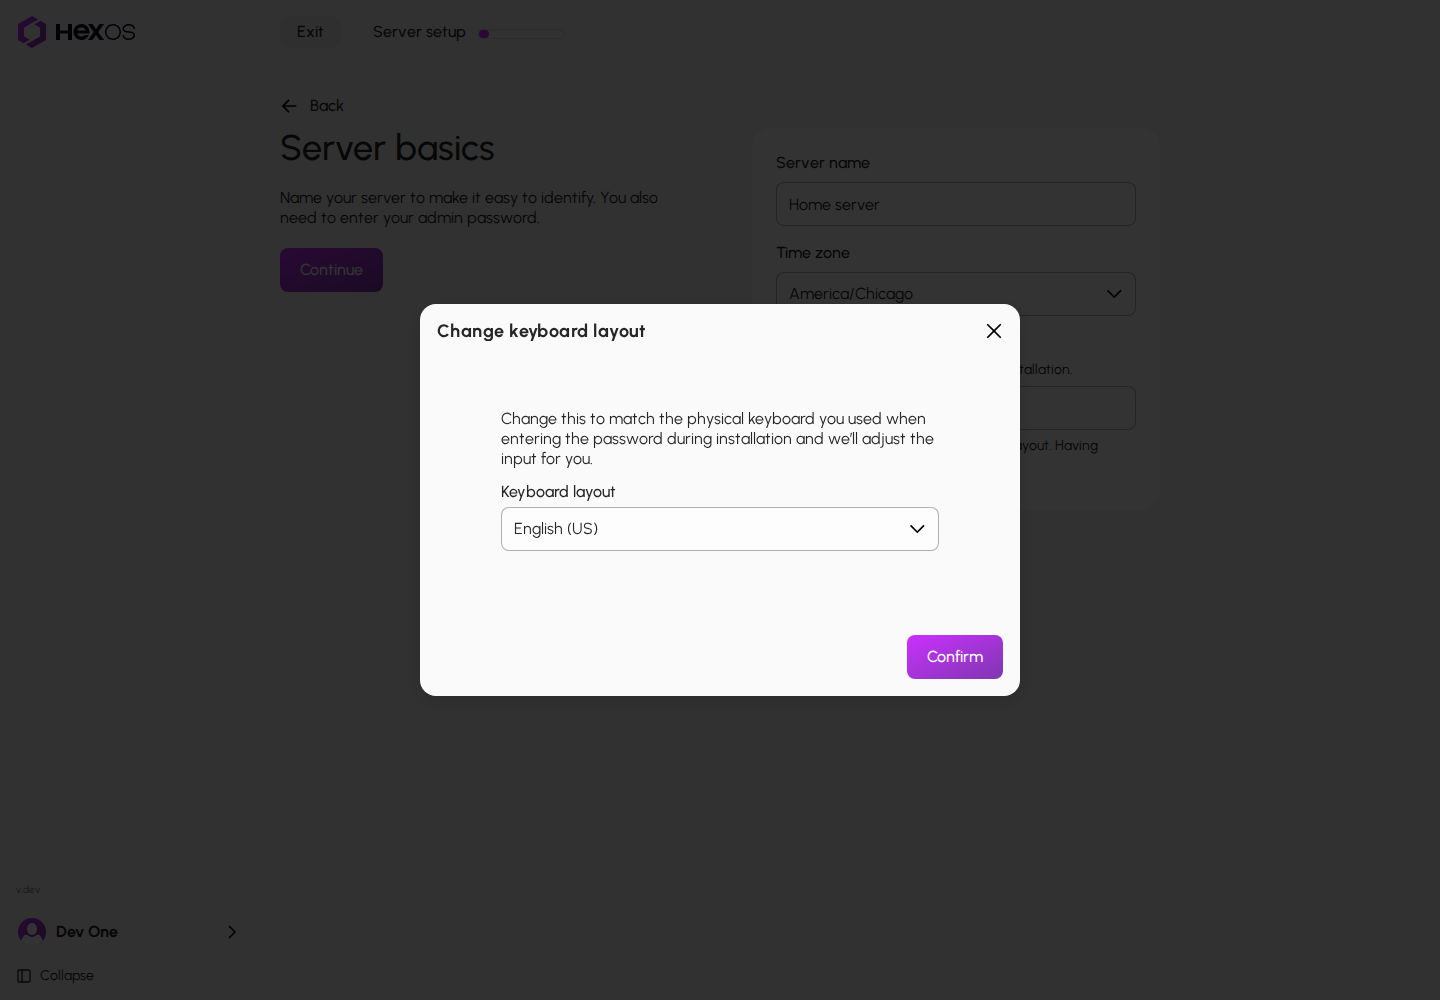 HexOS
Exit
Server setup
Back
Server basics
Name your server to make it easy to identify. You also
need to enter your admin password.
Continue
Server name
Home server
Time zone
America/Chicago
Change keyboard layout
Change this to match the physical keyboard you used when
entering the password during installation and we'll adjust the
input for you.
Keyboard layout
English (US)
Confirm
Having
v.dev
Dev One
Collapse